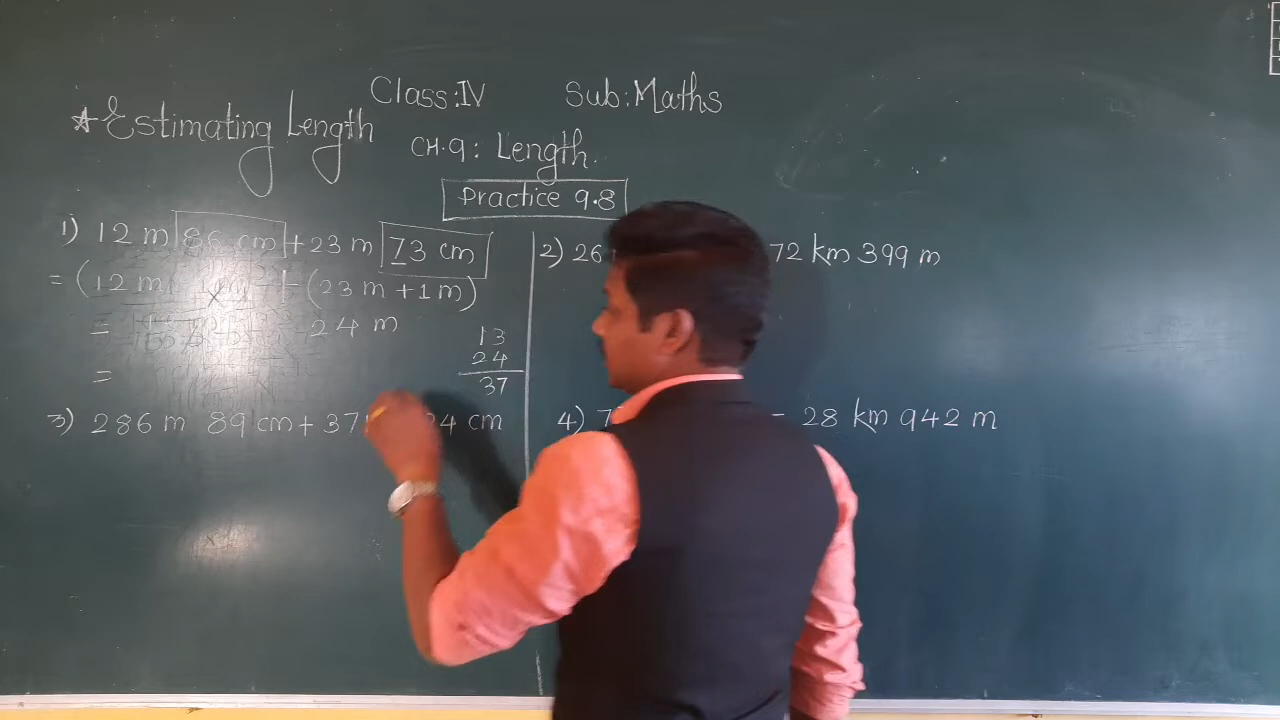 Class:IV Sub:Maths
* Estimating Length
CH.9: Length.
Practice 9.8
1) 12 m 86 cm + 23 m 73 cm
= (12 m + (23 m + 1m)
= 24 m
=
13
24
37
2) 26 72 km 399 m
3) 286 m 89 cm + 37 24 cm
4) 7 - 28 km 942 m